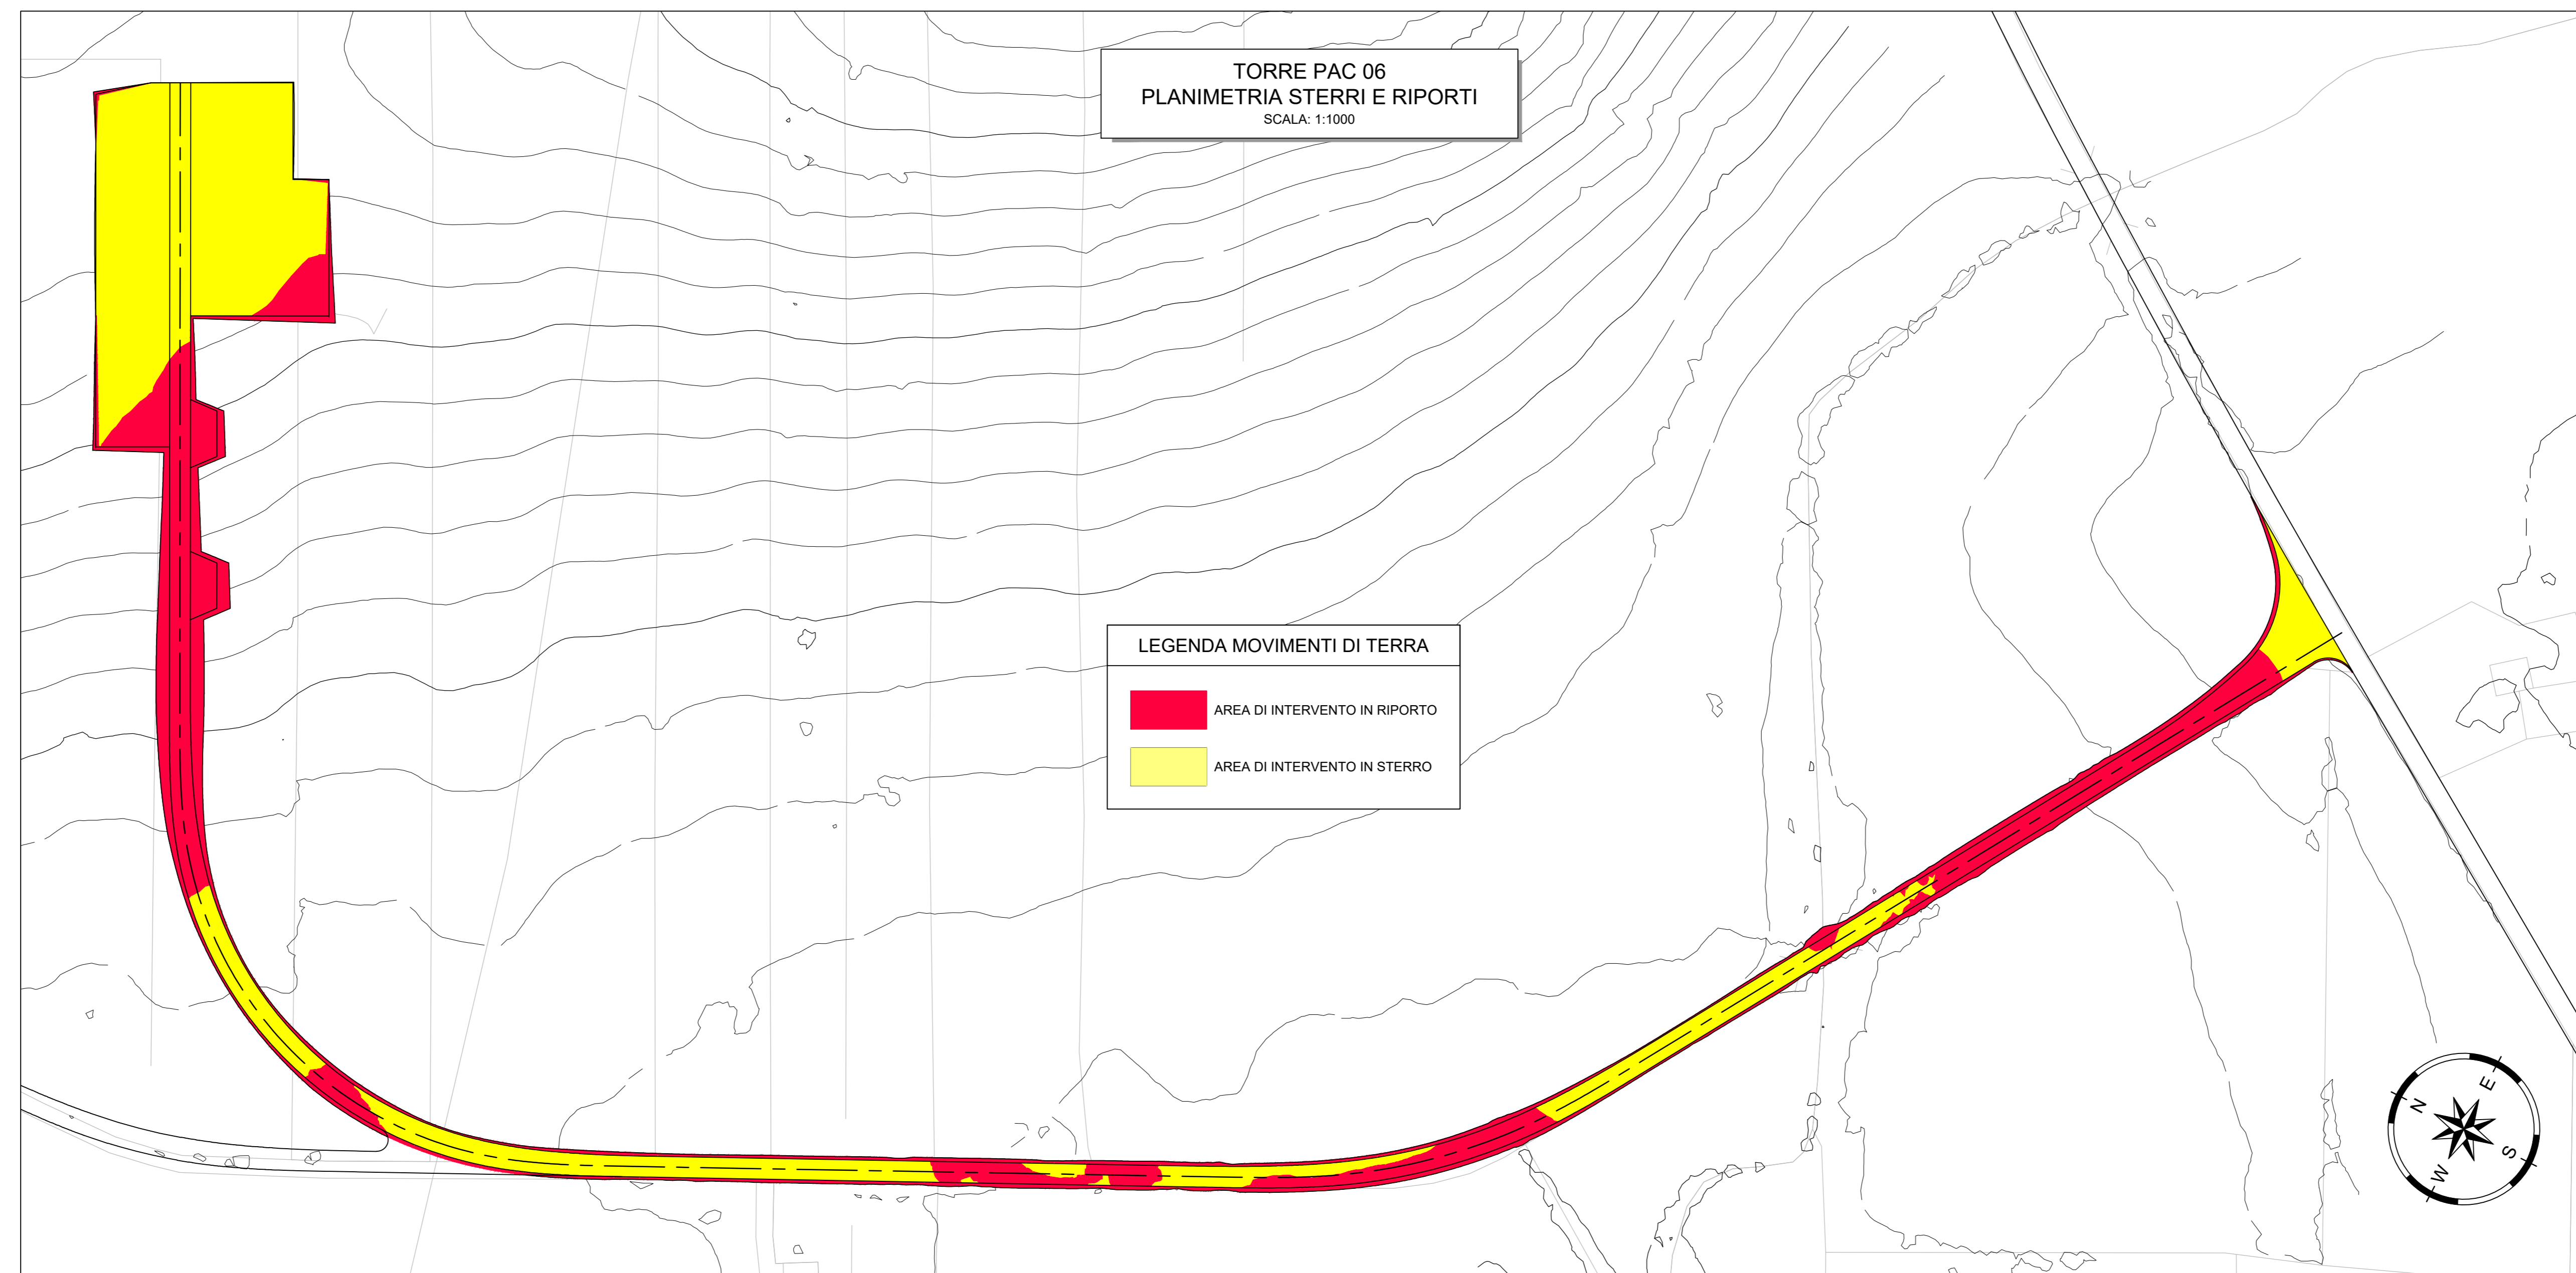 TORRE PAC 06
PLANIMETRIA STERRI E RIPORTI
SCALA: 1:1000
LEGENDA MOVIMENTI DI TERRA
AREA DI INTERVENTO IN RIPORTO
AREA DI INTERVENTO IN STERRO
N
E
W
S